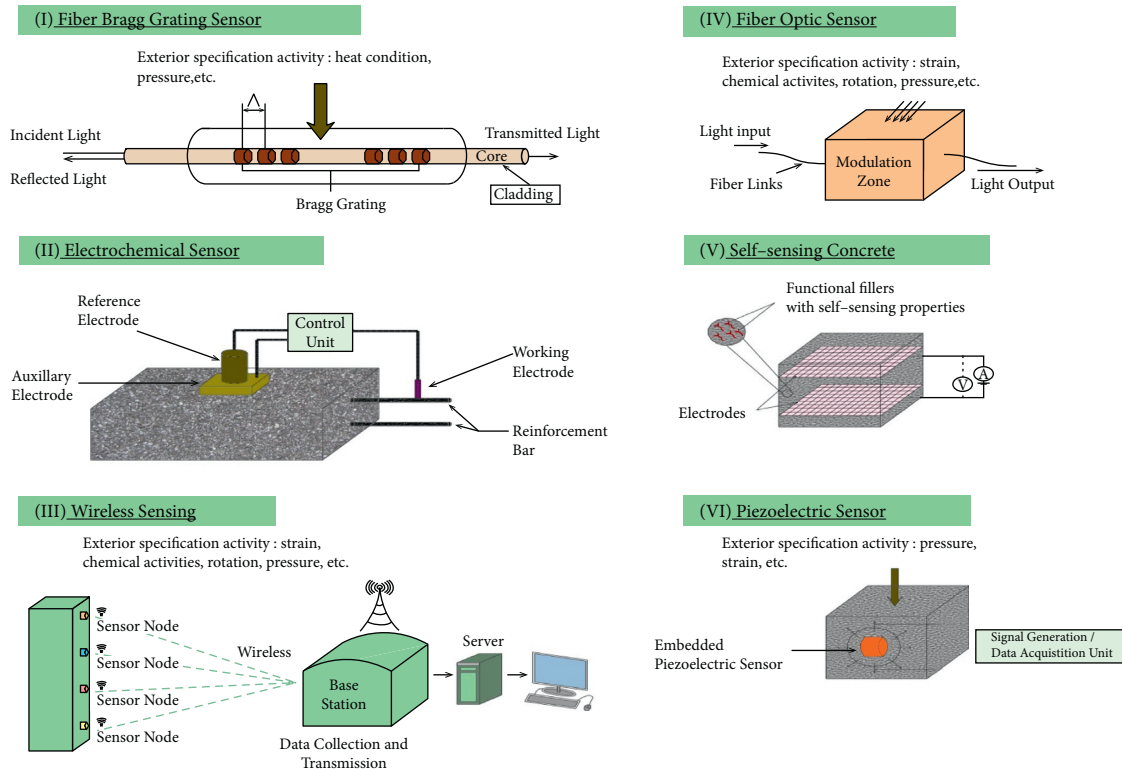 (I) Fiber Bragg Grating Sensor
Exterior specification activity : heat condition,
pressure,etc.
Λ
Incident Light
Reflected Light
Transmitted Light
Core
Cladding
Bragg Grating
(II) Electrochemical Sensor
Reference
Electrode
Control
Unit
Working
Electrode
Auxillary
Electrode
Reinforcement
Bar
(III) Wireless Sensing
Exterior specification activity : strain,
chemical activities, rotation, pressure, etc.
Sensor Node
Sensor Node
Sensor Node
Sensor Node
Wireless
Base
Station
Server
Data Collection and
Transmission
(IV) Fiber Optic Sensor
Exterior specification activity : strain,
chemical activites, rotation, pressure,etc.
Light input
Fiber Links
Modulation
Zone
Light Output
(V) Self–sensing Concrete
Functional fillers
with self–sensing properties
Electrodes
V
A
(VI) Piezoelectric Sensor
Exterior specification activity : pressure,
strain, etc.
Embedded
Piezoelectric Sensor
Signal Generation /
Data Acquistition Unit